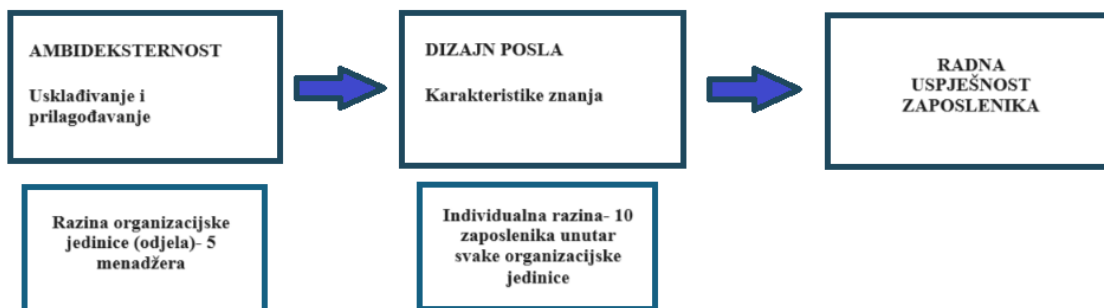 AMBIDEKSTERNOST
Usklađivanje i
prilagođavanje
DIZAJN POSLA
Karakteristike znanja
RADNA
USPJEŠNOST
ZAPOSLENIKA
Razina organizacijske
jedinice (odjela)- 5
menadžera
Individualna razina- 10
zaposlenika unutar
svake organizacijske
jedinice